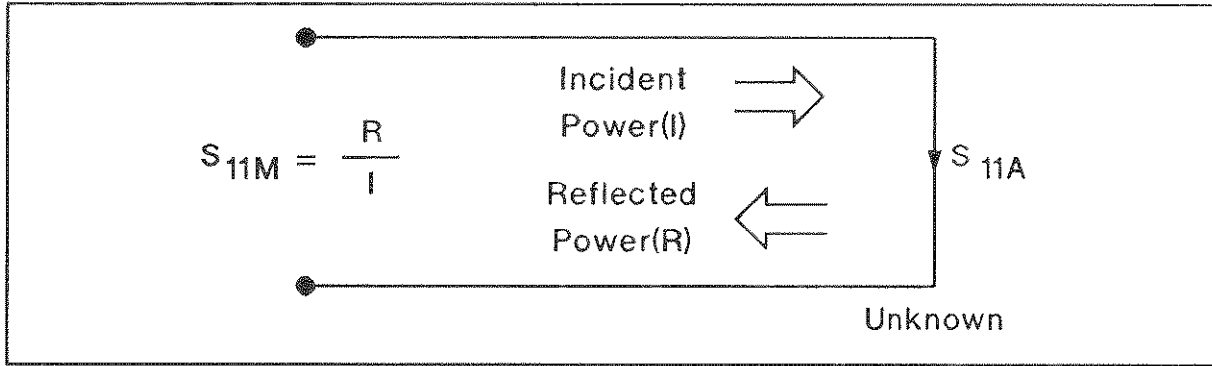 Incident
Power(I)
S11M = R
I
S11A
Reflected
Power(R)
Unknown